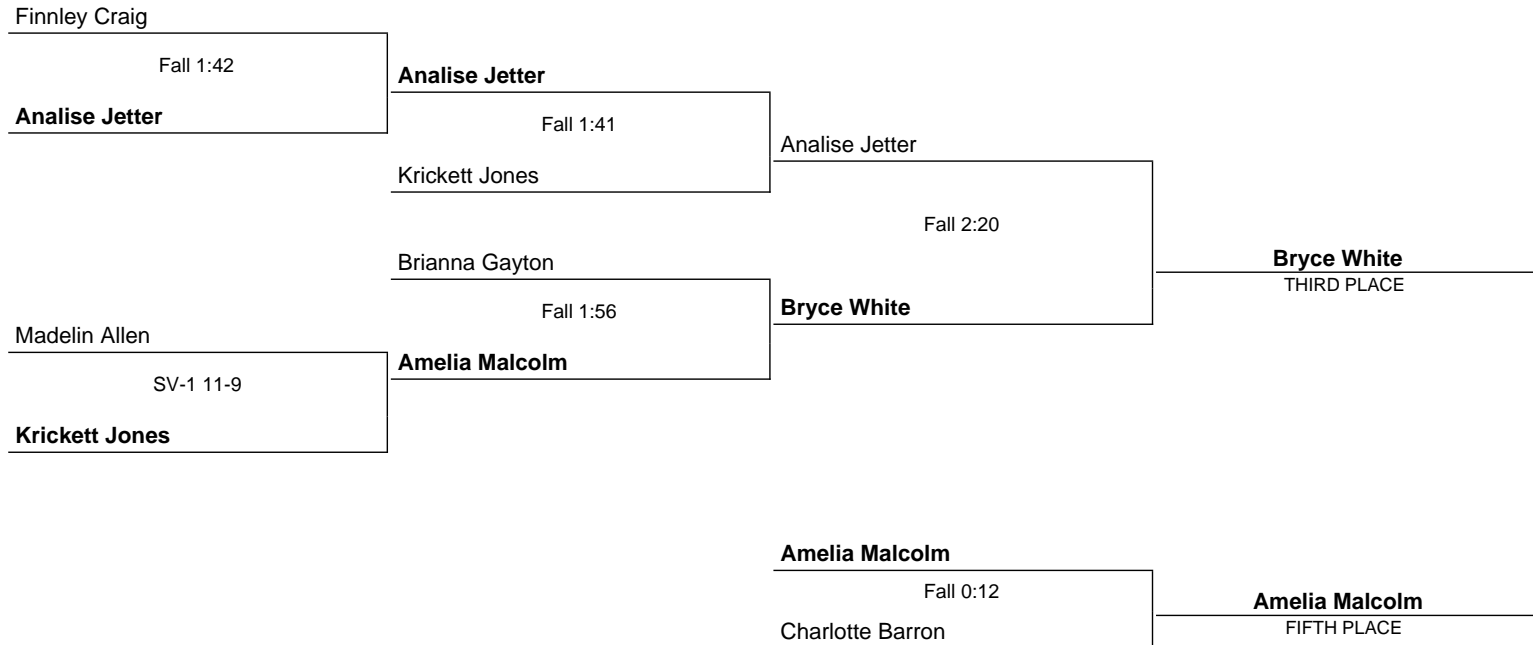 Finnley Craig
Fall 1:42
Analise Jetter
Analise Jetter
Fall 1:41
Krickett Jones
Analise Jetter
Fall 2:20
Brianna Gayton
Fall 1:56
Bryce White
Bryce White
THIRD PLACE
Madelin Allen
SV-1 11-9
Amelia Malcolm
Krickett Jones
Amelia Malcolm
Fall 0:12
Charlotte Barron
Amelia Malcolm
FIFTH PLACE